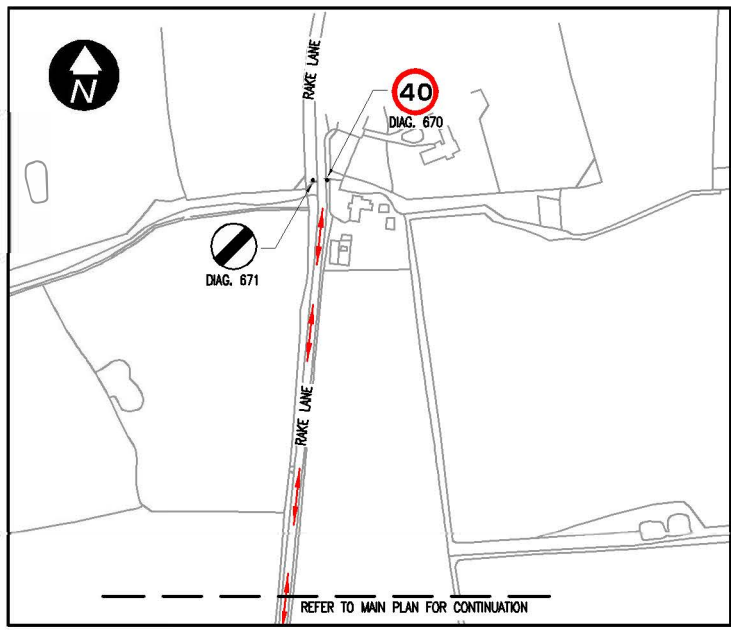 RAKE LANE
40
DIAG. 670
N
DIAG. 671
RAKE LANE
REFER TO MAIN PLAN FOR CONTINUATION